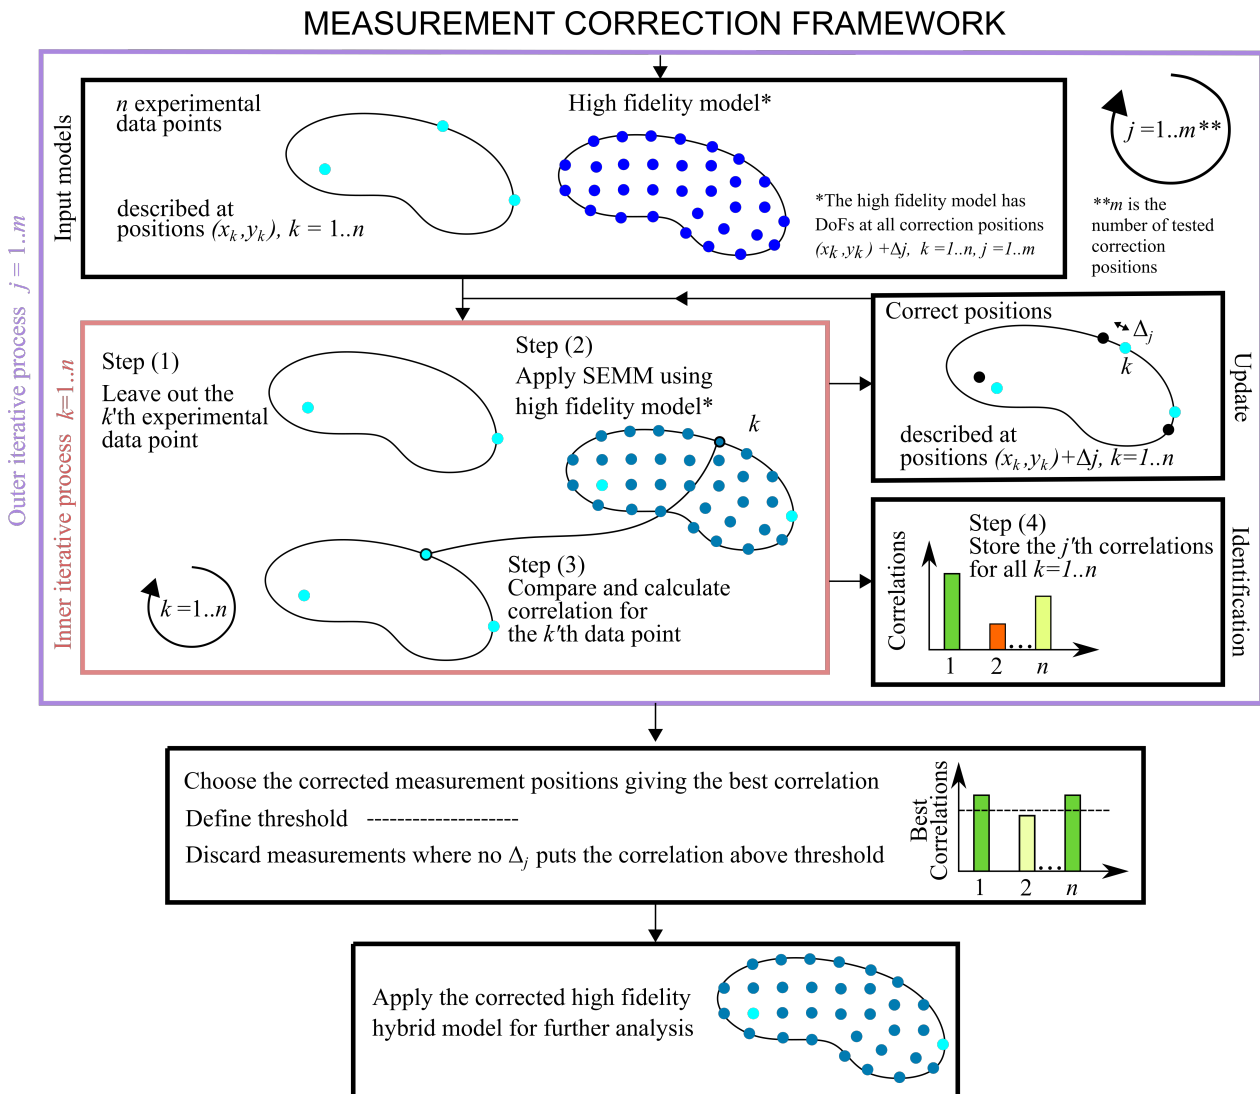 MEASUREMENT CORRECTION FRAMEWORK
Outer iterative process j = 1..m
Input models
n experimental
data points
described at
positions (xk,yk), k = 1..n
High fidelity model*
*The high fidelity model has
DoFs at all correction positions
(xk,yk) +Δj, k=1..n, j=1..m
j =1..m**
**m is the
number of tested
correction
positions
Inner iterative process k=1..n
Step (1)
Leave out the
k'th experimental
data point
Step (2)
Apply SEMM using
high fidelity model*
k
Step (3)
Compare and calculate
correlation for
the k'th data point
k =1..n
Update
Correct positions
Δj
k
described at
positions (xk,yk)+Δj, k=1..n
Identification
Step (4)
Store the j'th correlations
for all k=1..n
Correlations
1 2 ... n
Choose the corrected measurement positions giving the best correlation
Define threshold -------------------
Discard measurements where no Δj puts the correlation above threshold
Best
Correlations
1 2 ... n
Apply the corrected high fidelity
hybrid model for further analysis